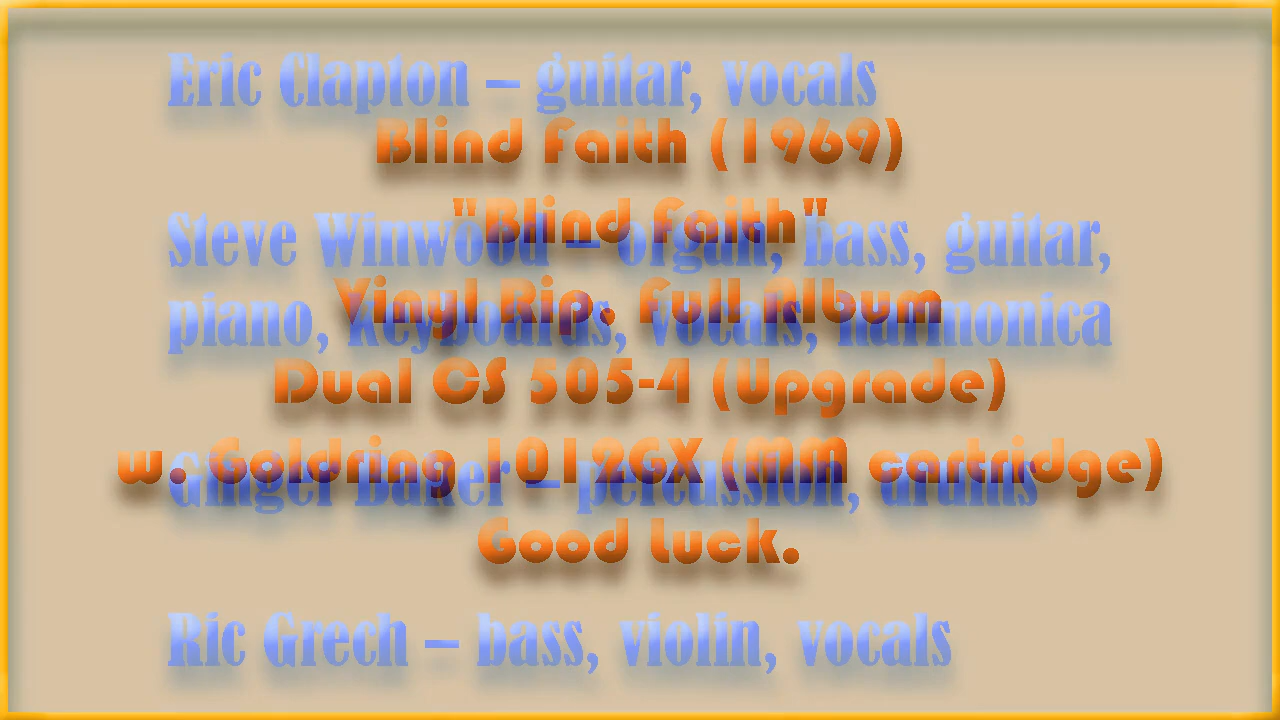 Eric Clapton – guitar, vocals
Blind Faith (1969)
"Blind Faith"
Steve Winwood – organ, bass, guitar,
Vinyl Rip. Full Album
piano, keyboards, vocals, harmonica
Dual CS 505-4 (Upgrade)
w. Goldring 1012GX (MM cartridge)
Ginger Baker – percussion, drums
Good Luck.
Ric Grech – bass, violin, vocals